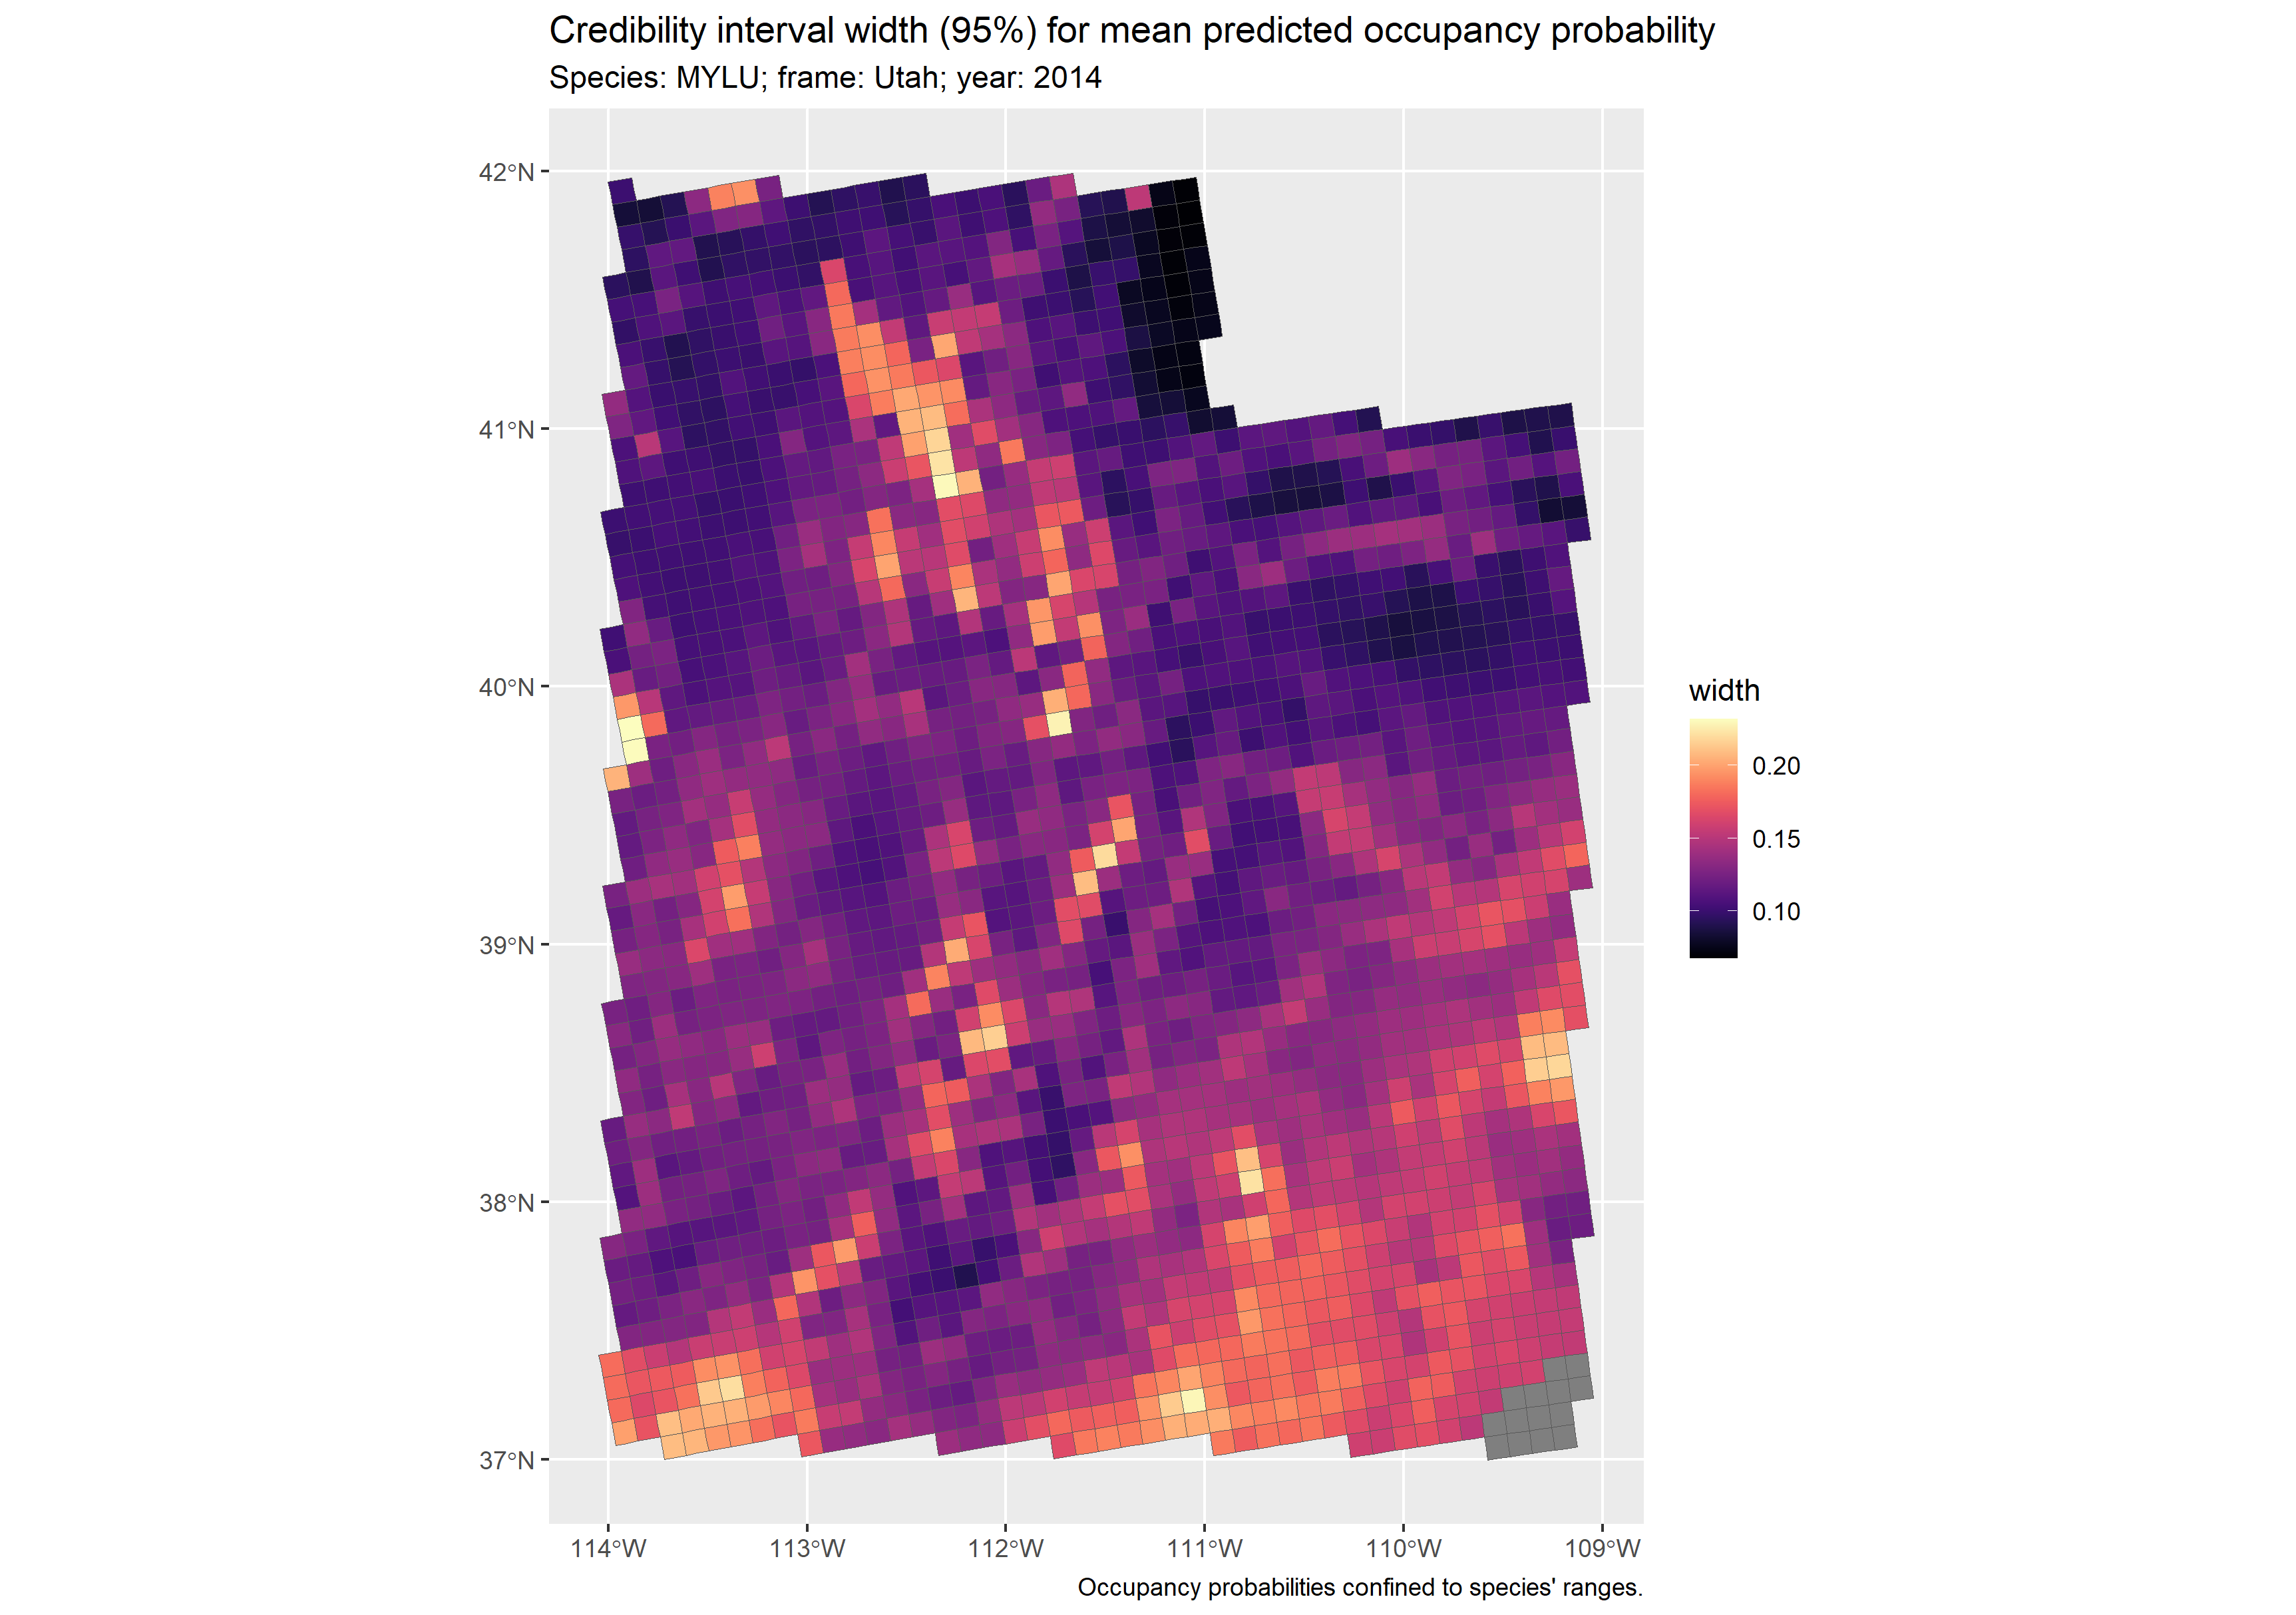 Credibility interval width (95%) for mean predicted occupancy probability
Species: MYLU; frame: Utah; year: 2014
42°N
41°N
40°N
39°N
38°N
37°N
114°W 113°W 112°W 111°W 110°W 109°W
width
0.20
0.15
0.10
Occupancy probabilities confined to species' ranges.